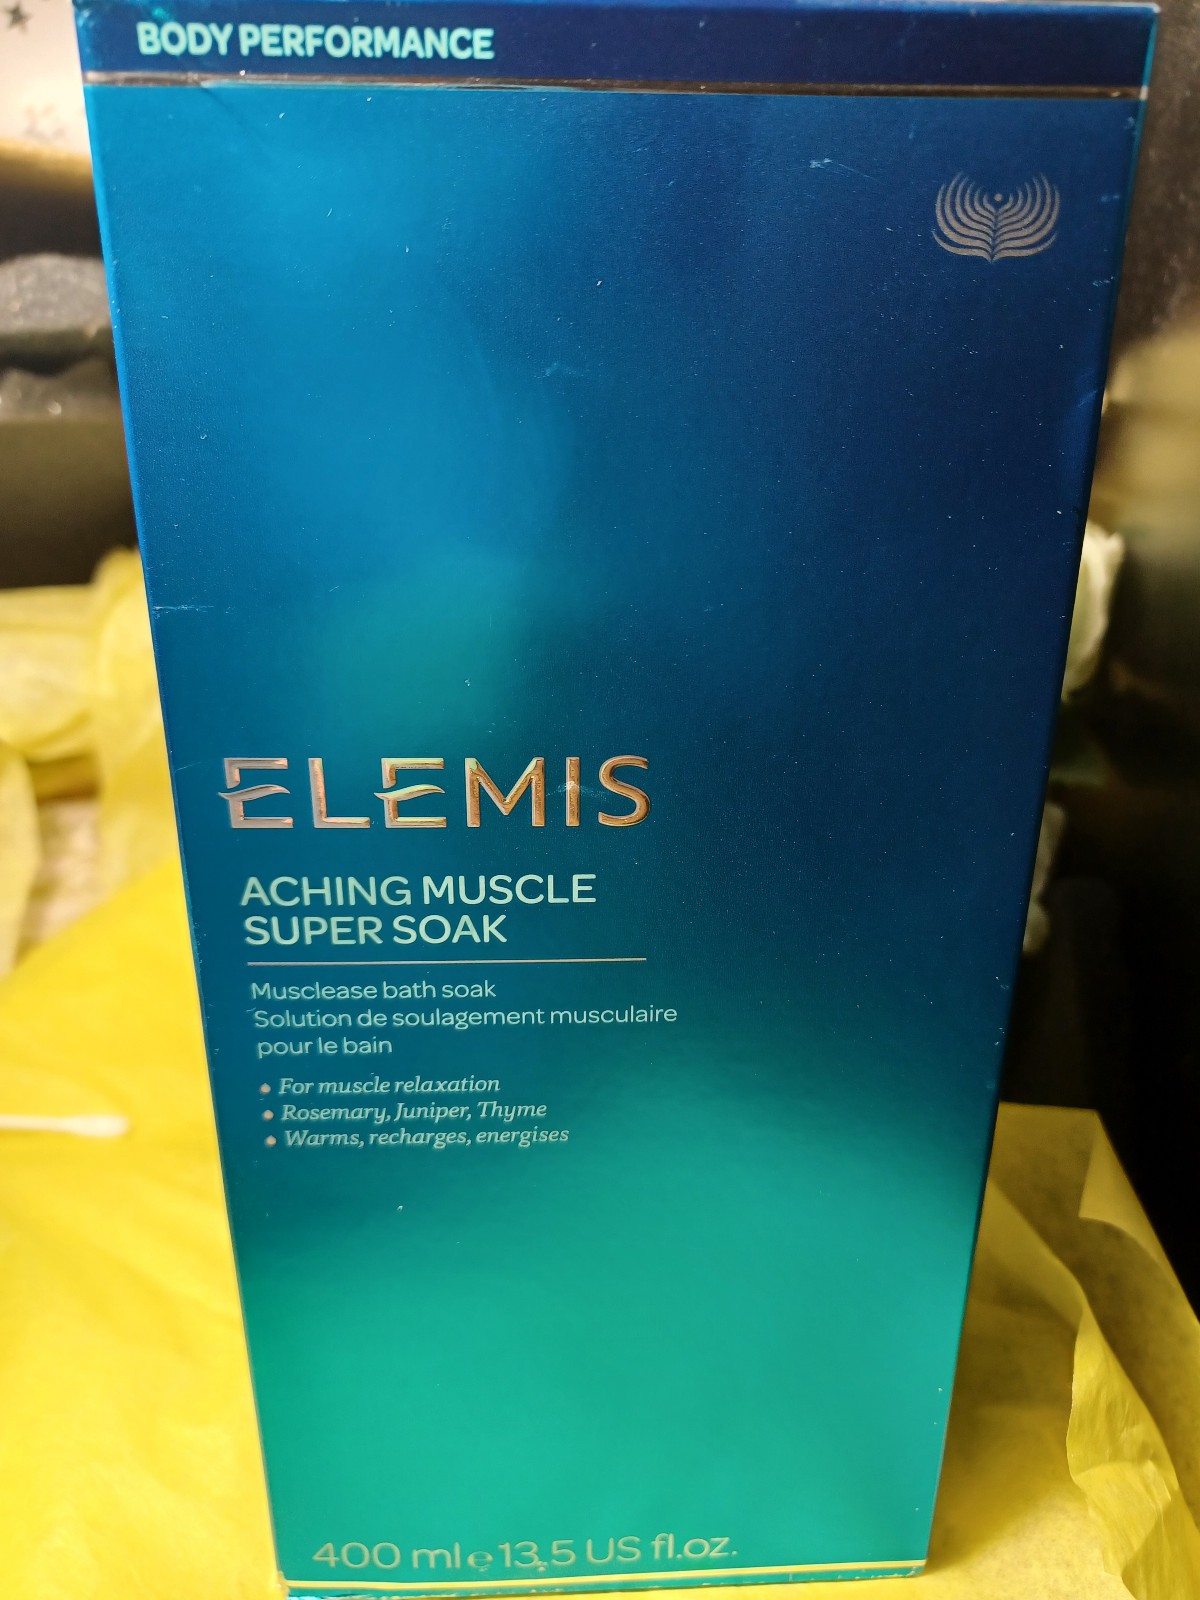 BODY PERFORMANCE
ELEMIS
ACHING MUSCLE
SUPER SOAK
Musclease bath soak
Solution de soulagement musculaire
pour le bain
• For muscle relaxation
• Rosemary, Juniper, Thyme
• Warms, recharges, energises
400 ml e 13.5 US fl.oz.